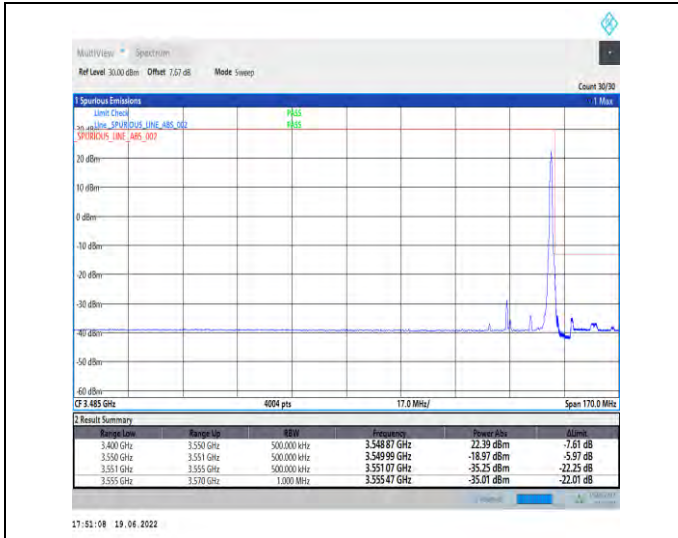 MultiView Spectrum
Ref Level 30.00 dBm Offset 7.67 dB Mode Sweep
Count 30/30
1 Spurious Emissions 1 Max
Limit Check PASS
Line _SPURIOUS_LINE_ABS_002 PASS
_SPURIOUS_LINE_ABS_002
20 dBm
10 dBm
0 dBm
-10 dBm
-20 dBm
-30 dBm
-40 dBm
-50 dBm
-60 dBm
CF 3.485 GHz 4004 pts 17.0 MHz/ Span 170.0 MHz
2 Result Summary
Range Low Range Up RBW Frequency Power Abs ΔLimit
3.400 GHz 3.550 GHz 500.000 kHz 3.548 87 GHz 22.39 dBm -7.61 dB
3.550 GHz 3.551 GHz 500.000 kHz 3.549 99 GHz -18.97 dBm -5.97 dB
3.551 GHz 3.555 GHz 500.000 kHz 3.551 07 GHz -35.25 dBm -22.25 dB
3.555 GHz 3.570 GHz 1.000 MHz 3.555 47 GHz -35.01 dBm -22.01 dB
17:51:08 19.06.2022